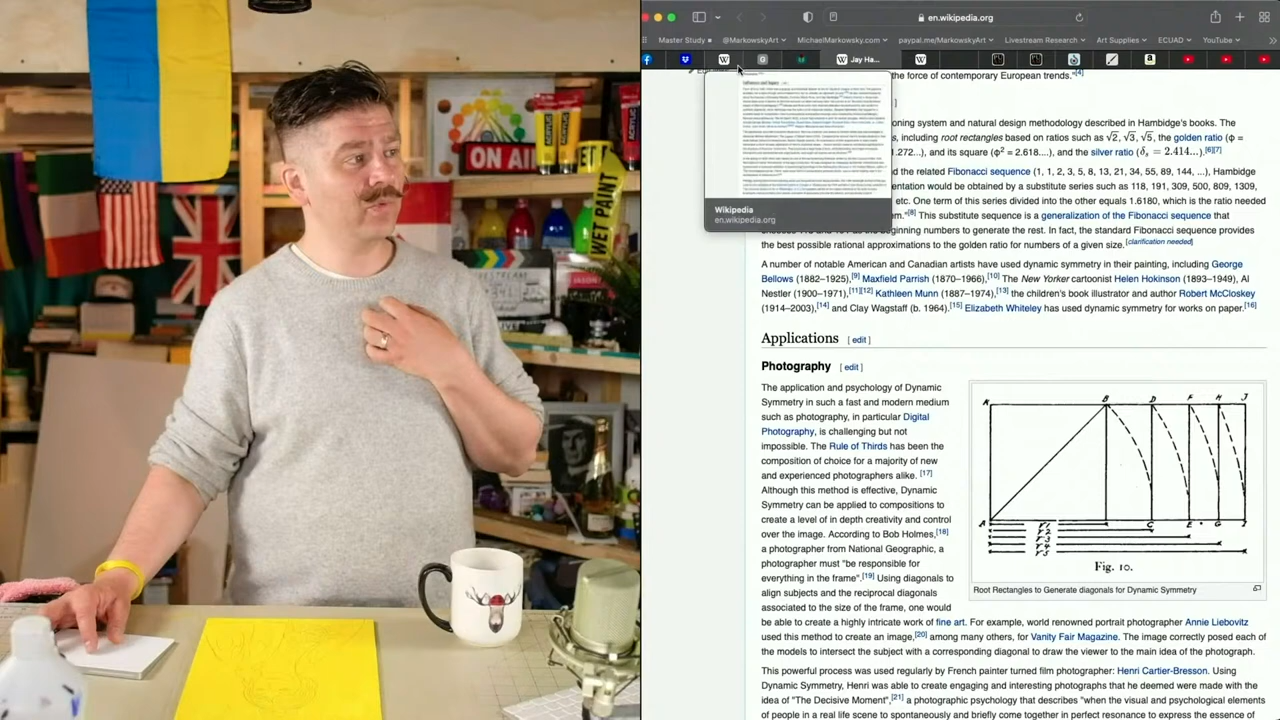 en.wikipedia.org
Master Study
@MarkowskyArt
MichaelMarkowsky.com
paypal.me/MarkowskyArt
Livestream Research
Art Supplies
ECUAD
YouTube
Jay Ha...
the force of contemporary European trends."[4]
Wikipedia
en.wikipedia.org
]
oning system and natural design methodology described in Hambidge's books. The
s, including root rectangles based on ratios such as √2, √3, √5, the golden ratio (φ =
.272...), and its square (φ² = 2.618...), and the silver ratio (δₛ = 2.414...).[6][7]
d the related Fibonacci sequence (1, 1, 2, 3, 5, 8, 13, 21, 34, 55, 89, 144, ...), Hambidge
entation would be obtained by a substitute series such as 118, 191, 309, 500, 809, 1309,
etc. One term of this series divided into the other equals 1.6180, which is the ratio needed
em."[8] This substitute sequence is a generalization of the Fibonacci sequence that
beginning numbers to generate the rest. In fact, the standard Fibonacci sequence provides
the best possible rational approximations to the golden ratio for numbers of a given size.[clarification needed]
A number of notable American and Canadian artists have used dynamic symmetry in their painting, including George
Bellows (1882–1925),[9] Maxfield Parrish (1870–1966),[10] The New Yorker cartoonist Helen Hokinson (1893–1949), Al
Nestler (1900–1971),[11][12] Kathleen Munn (1887–1974),[13] the children's book illustrator and author Robert McCloskey
(1914–2003),[14] and Clay Wagstaff (b. 1964).[15] Elizabeth Whiteley has used dynamic symmetry for works on paper.[16]
Applications [ edit ]
Photography [ edit ]
The application and psychology of Dynamic
Symmetry in such a fast and modern medium
such as photography, in particular Digital
Photography, is challenging but not
impossible. The Rule of Thirds has been the
composition of choice for a majority of new
and experienced photographers alike. [17]
Although this method is effective, Dynamic
Symmetry can be applied to compositions to
create a level of in depth creativity and control
over the image. According to Bob Holmes,[18]
a photographer from National Geographic, a
photographer must "be responsible for
everything in the frame".[19] Using diagonals to
align subjects and the reciprocal diagonals
associated to the size of the frame, one would
K B D F H J
A C E G I
r1
r2
r3
r4
r5
Fig. 10.
Root Rectangles to Generate diagonals for Dynamic Symmetry
be able to create a highly intricate work of fine art. For example, world renowned portrait photographer Annie Liebovitz
used this method to create an image,[20] among many others, for Vanity Fair Magazine. The image correctly posed each of
the models to intersect the subject with a corresponding diagonal to draw the viewer to the main idea of the photograph.
This powerful process was used regularly by French painter turned film photographer: Henri Cartier-Bresson. Using
Dynamic Symmetry, Henri was able to create engaging and interesting photographs that he deemed were made with the
idea of "The Decisive Moment",[21] a photographic psychology that describes "when the visual and psychological elements
of people in a real life scene to spontaneously and briefly come together in perfect resonance to express the essence of
ACRYLIC
WET PAINT